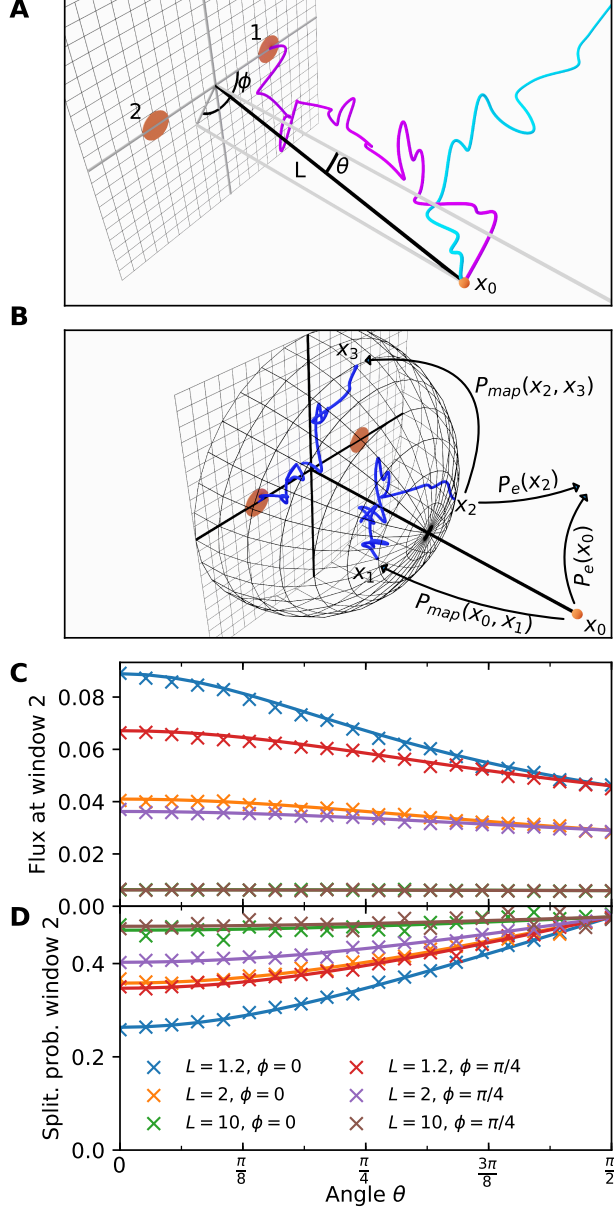 A
1
ϕ
2
L
θ
x₀
B
x₃
Pₘₐₚ(x₂, x₃)
Pₑ(x₂)
x₂
Pₑ(x₀)
x₁
Pₘₐₚ(x₀, x₁)
x₀
C
0.08
0.06
0.04
0.02
0.00
Flux at window 2
D
0.4
0.2
0.0
Split. prob. window 2
L = 1.2, ϕ = 0
L = 1.2, ϕ = π/4
L = 2, ϕ = 0
L = 2, ϕ = π/4
L = 10, ϕ = 0
L = 10, ϕ = π/4
0 π/8 π/4 3π/8 π/2
Angle θ